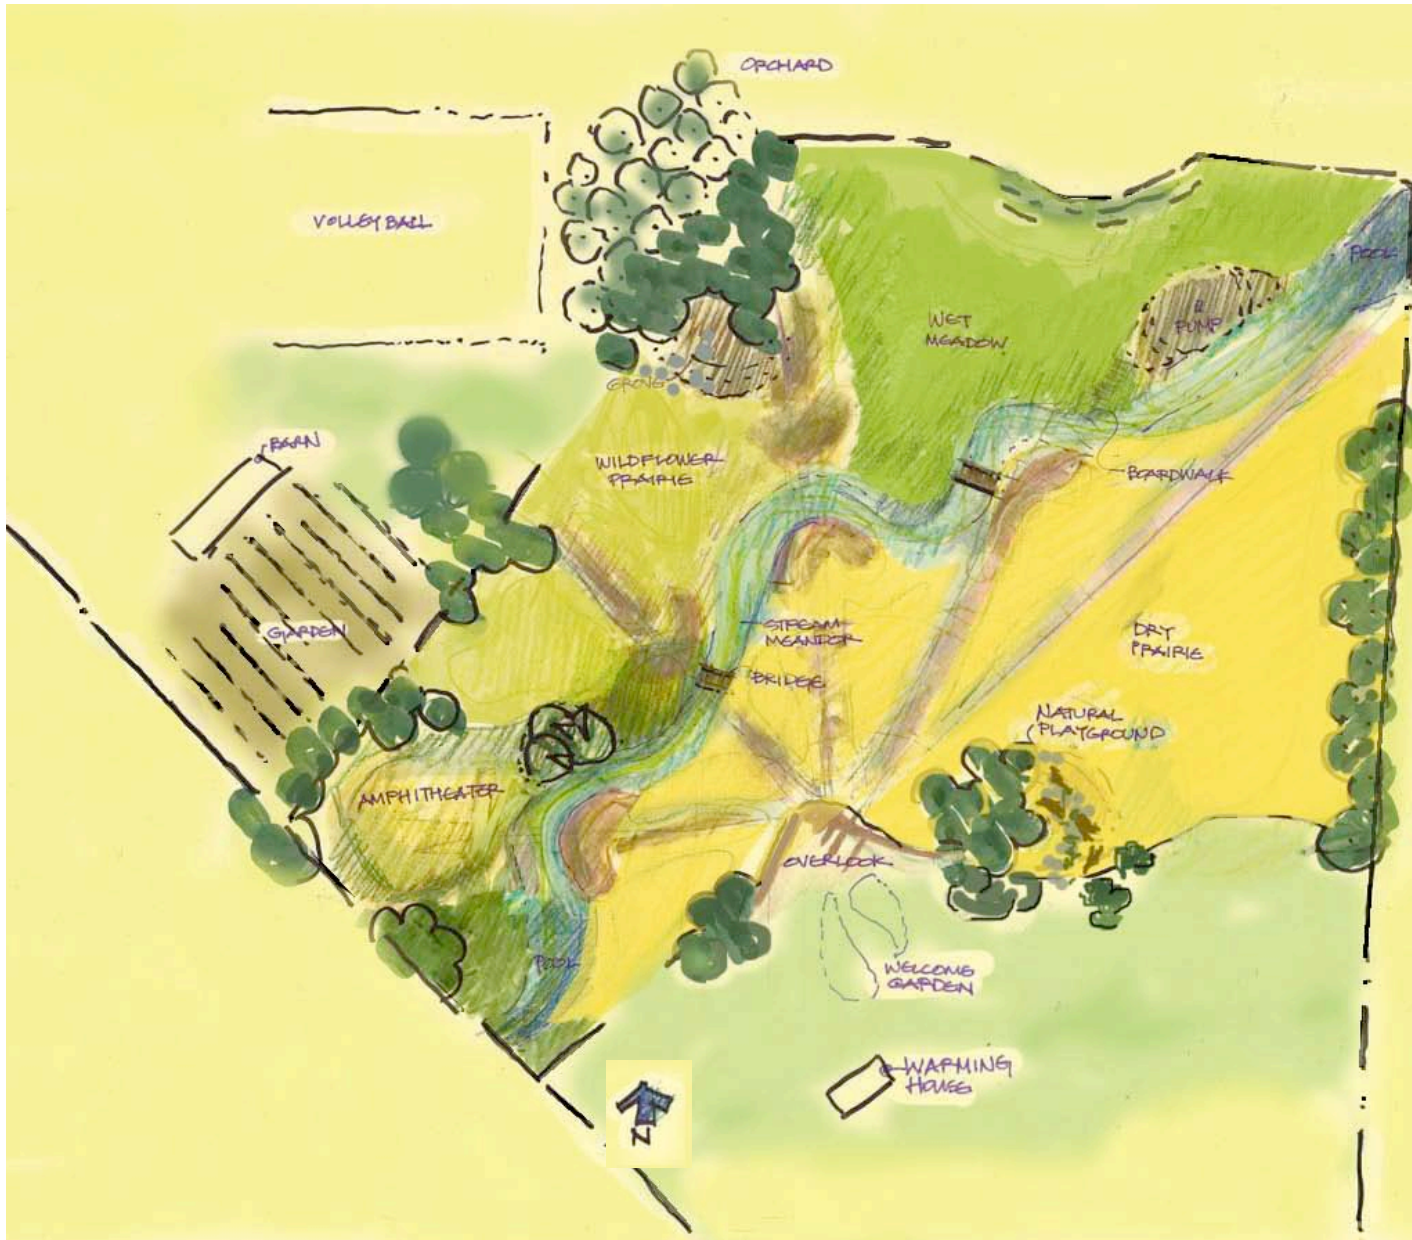 ORCHARD
VOLLEYBALL
POOL
PUMP
WET
MEADOW
GROVE
BARN
WILDFLOWER
PRAIRIE
BOARDWALK
GARDEN
STREAM
MEANDOR
DRY
PRAIRIE
BRIDGE
NATURAL
PLAYGROUND
AMPHITHEATER
OVERLOOK
POOL
WELCOME
GARDEN
WARMING
HOUSE
N